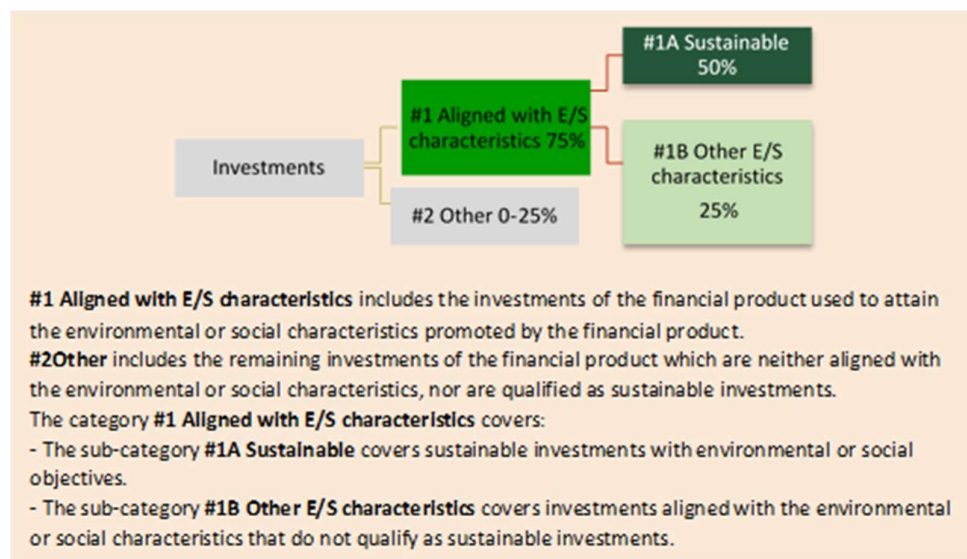 #1A Sustainable
50%
#1 Aligned with E/S
characteristics 75%
#1B Other E/S
characteristics
25%
Investments
#2 Other 0-25%
#1 Aligned with E/S characteristics includes the investments of the financial product used to attain
the environmental or social characteristics promoted by the financial product.
#2Other includes the remaining investments of the financial product which are neither aligned with
the environmental or social characteristics, nor are qualified as sustainable investments.
The category #1 Aligned with E/S characteristics covers:
- The sub-category #1A Sustainable covers sustainable investments with environmental or social
objectives.
- The sub-category #1B Other E/S characteristics covers investments aligned with the environmental
or social characteristics that do not qualify as sustainable investments.